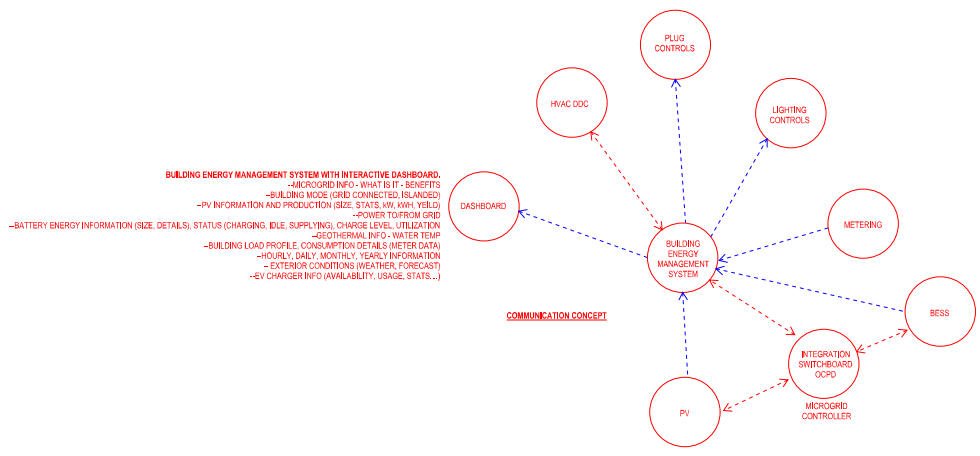 PLUG
CONTROLS
HVAC DDC
LIGHTING
CONTROLS
BUILDING ENERGY MANAGEMENT SYSTEM WITH INTERACTIVE DASHBOARD.
--MICROGRID INFO - WHAT IS IT - BENEFITS
--BUILDING MODE (GRID CONNECTED, ISLANDED)
--PV INFORMATION AND PRODUCTION (SIZE, STATS, kW, kWH, YEILD)
--POWER TO/FROM GRID
--BATTERY ENERGY INFORMATION (SIZE, DETAILS), STATUS (CHARGING, IDLE, SUPPLYING), CHARGE LEVEL, UTILIZATION
--GEOTHERMAL INFO - WATER TEMP
--BUILDING LOAD PROFILE, CONSUMPTION DETAILS (METER DATA)
--HOURLY, DAILY, MONTHLY, YEARLY INFORMATION
-- EXTERIOR CONDITIONS (WEATHER, FORECAST)
--EV CHARGER INFO (AVAILABILITY, USAGE, STATS,...)
DASHBOARD
METERING
BUILDING
ENERGY
MANAGEMENT
SYSTEM
COMMUNICATION CONCEPT
BESS
INTEGRATION
SWITCHBOARD
OCPD
MICROGRID
CONTROLLER
PV